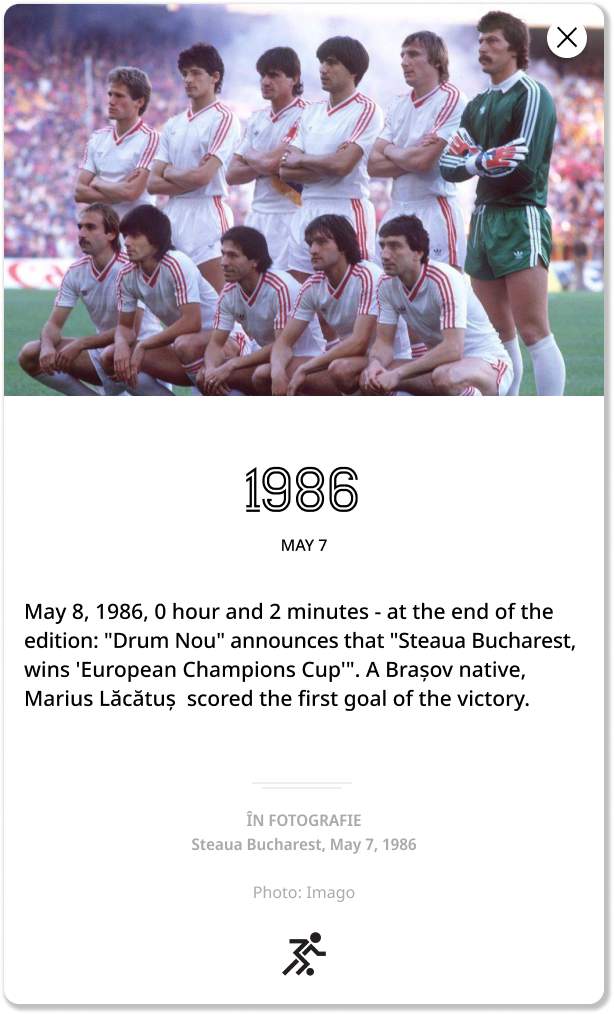 1986
MAY 7
May 8, 1986, 0 hour and 2 minutes - at the end of the
edition: "Drum Nou" announces that "Steaua Bucharest,
wins 'European Champions Cup'". A Brașov native,
Marius Lăcătuș  scored the first goal of the victory.
ÎN FOTOGRAFIE
Steaua Bucharest, May 7, 1986
Photo: Imago